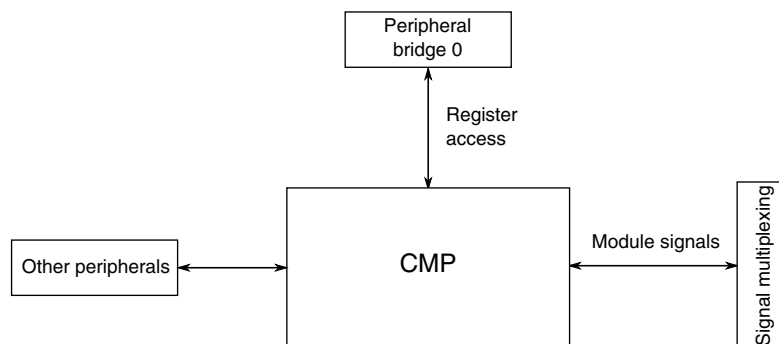 Peripheral
bridge 0
Register
access
Other peripherals
CMP
Module signals
Signal multiplexing